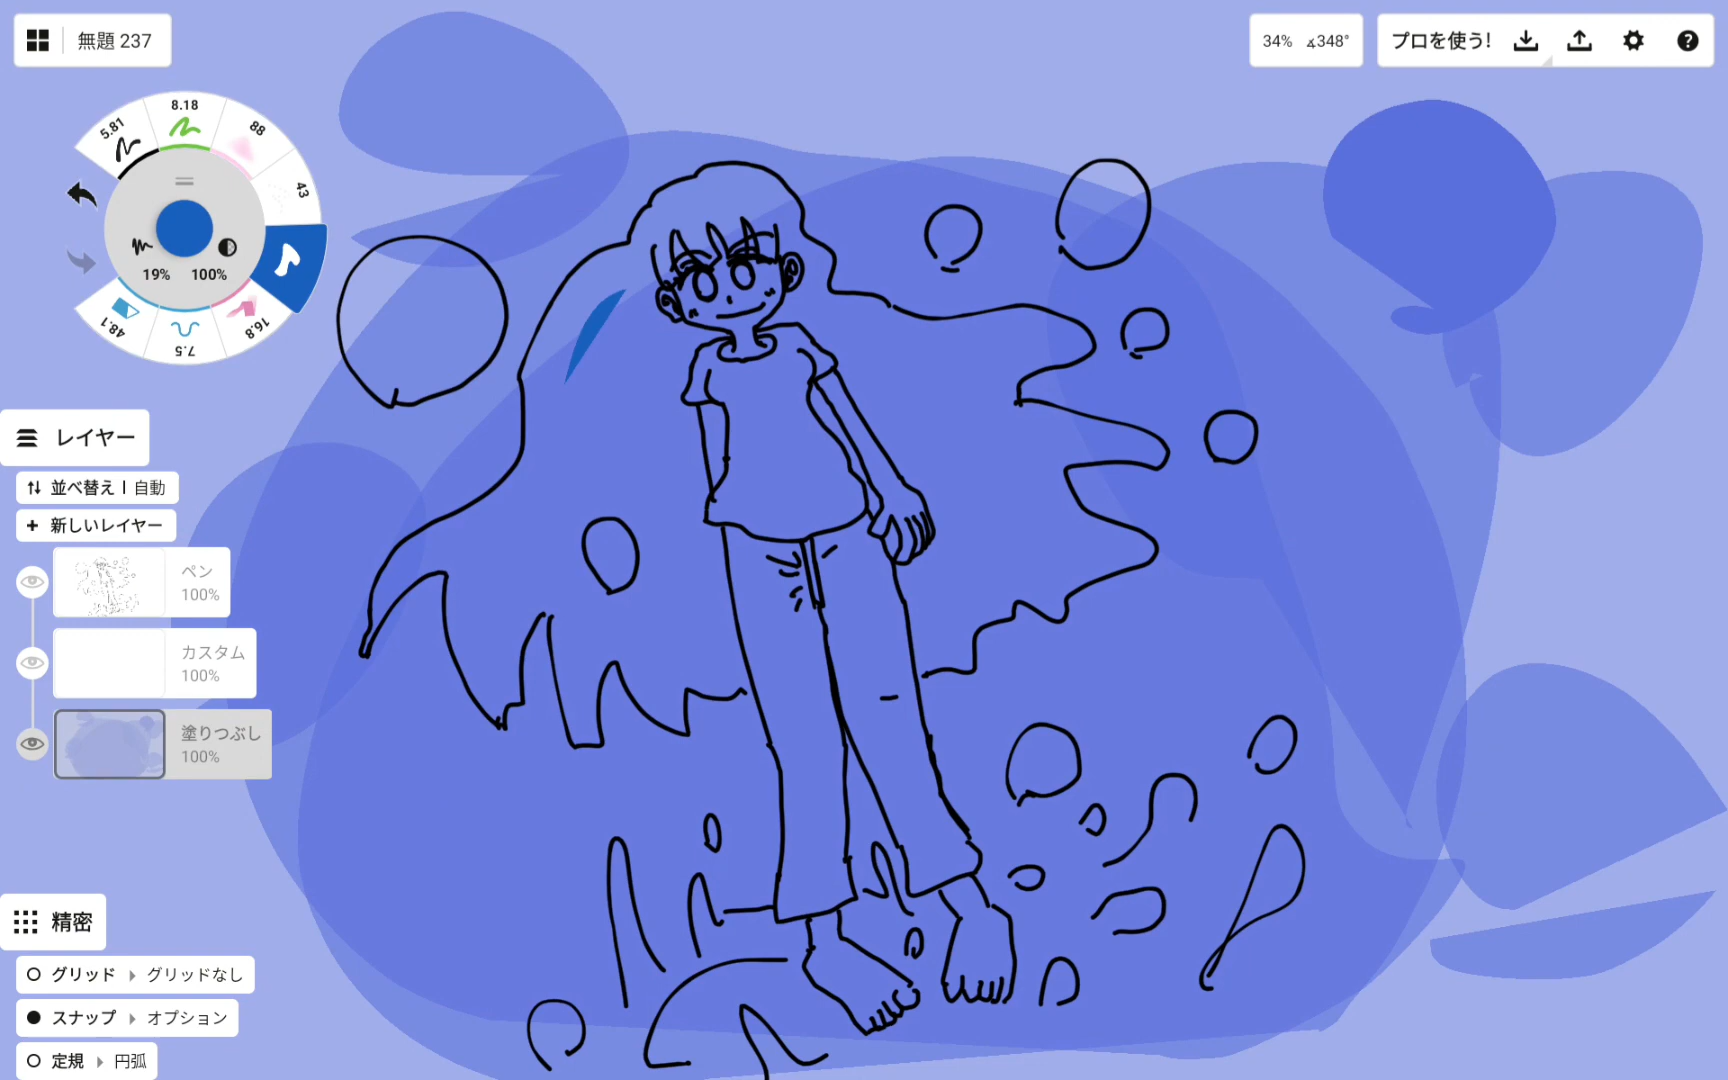 無題 237
34% ∡348°
プロを使う!
5.81
8.18
88
43
19% 100%
48.1
7.5
16.8
レイヤー
並べ替え | 自動
+ 新しいレイヤー
ペン
100%
カスタム
100%
塗りつぶし
100%
精密
グリッド ▸ グリッドなし
スナップ ▸ オプション
定規 ▸ 円弧